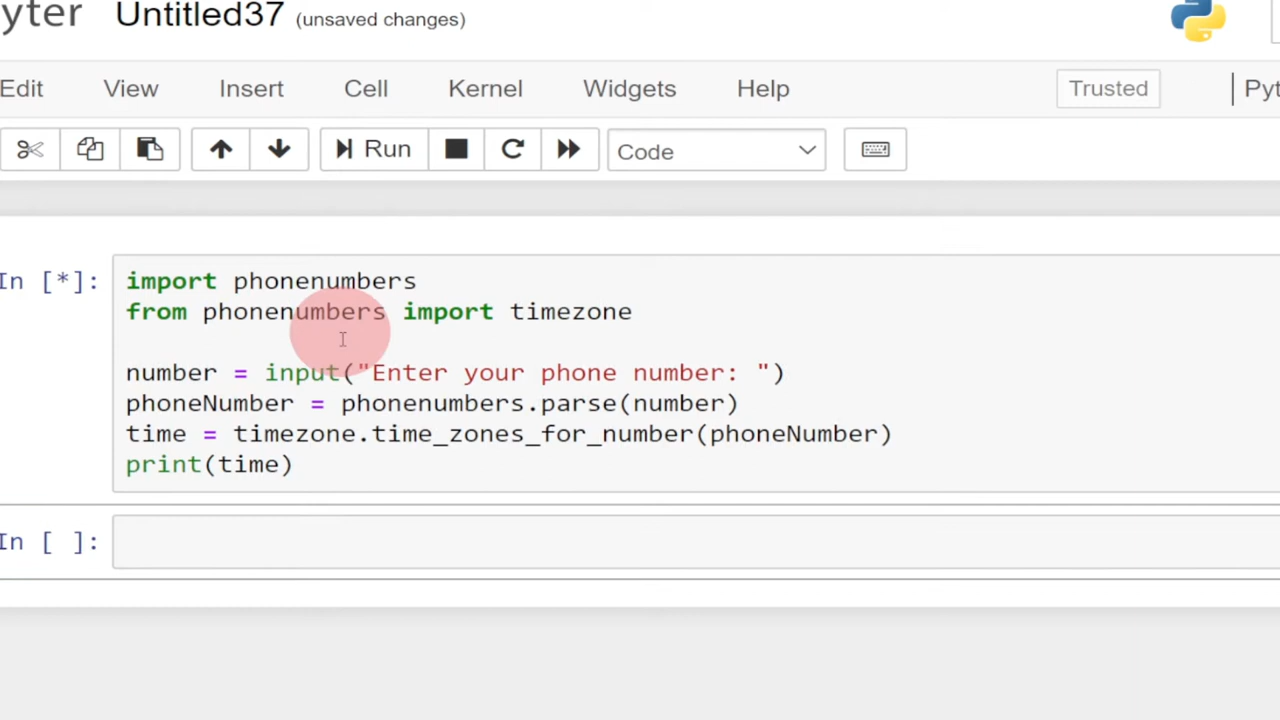 yter Untitled37 (unsaved changes)
Edit View Insert Cell Kernel Widgets Help Trusted Pyt
Run Code
In [*]:
import phonenumbers
from phonenumbers import timezone
number = input("Enter your phone number: ")
phoneNumber = phonenumbers.parse(number)
time = timezone.time_zones_for_number(phoneNumber)
print(time)
In [ ]: